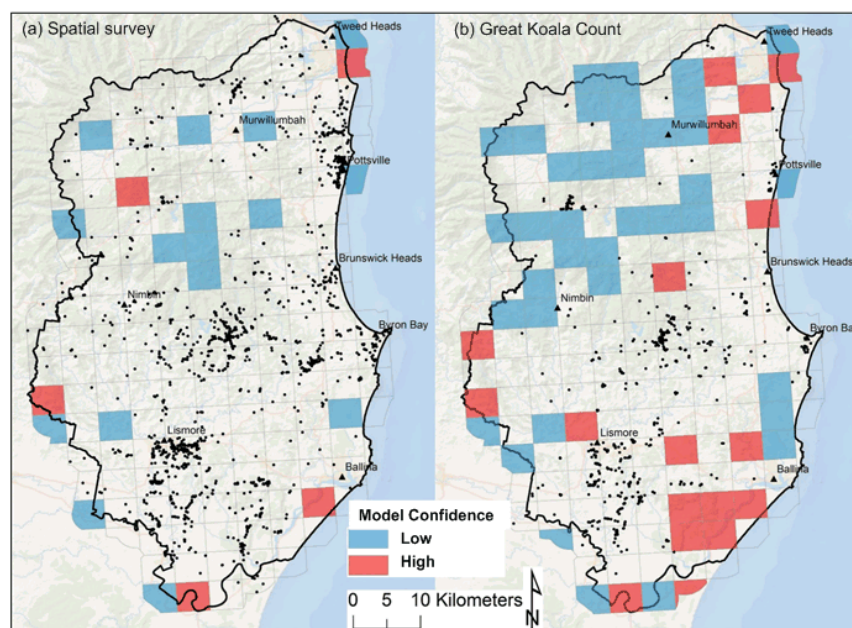 (a) Spatial survey
Tweed Heads
Murwillumbah
Pottsville
Brunswick Heads
Nimbin
Byron Bay
Lismore
Ballina
(b) Great Koala Count
Tweed Heads
Murwillumbah
Pottsville
Brunswick Heads
Nimbin
Byron Bay
Lismore
Ballina
Model Confidence
Low
High
0 5 10 Kilometers
N